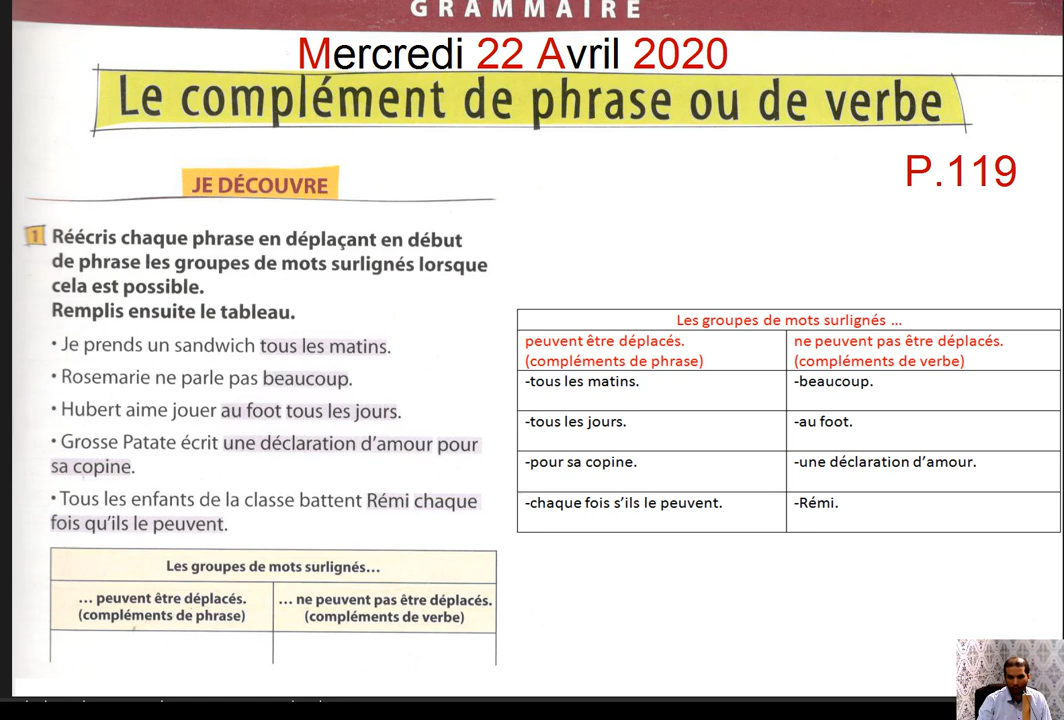 GRAMMAIRE
Mercredi 22 Avril 2020
Le complément de phrase ou de verbe
P.119
JE DÉCOUVRE
1 Réécris chaque phrase en déplaçant en début
de phrase les groupes de mots surlignés lorsque
cela est possible.
Remplis ensuite le tableau.
• Je prends un sandwich tous les matins.
• Rosemarie ne parle pas beaucoup.
• Hubert aime jouer au foot tous les jours.
• Grosse Patate écrit une déclaration d'amour pour
sa copine.
• Tous les enfants de la classe battent Rémi chaque
fois qu'ils le peuvent.
Les groupes de mots surlignés...
... peuvent être déplacés.
(compléments de phrase)
... ne peuvent pas être déplacés.
(compléments de verbe)
Les groupes de mots surlignés ...
peuvent être déplacés.
(compléments de phrase)
ne peuvent pas être déplacés.
(compléments de verbe)
-tous les matins.
-beaucoup.
-tous les jours.
-au foot.
-pour sa copine.
-une déclaration d'amour.
-chaque fois s'ils le peuvent.
-Rémi.